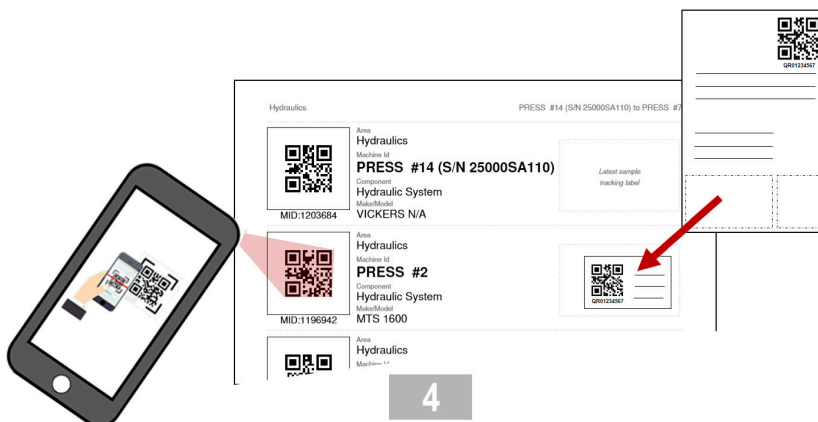 QR01234567
Hydraulics
PRESS #14 (S/N 25000SA110) to PRESS #7
Area
Hydraulics
Machine Id
PRESS #14 (S/N 25000SA110)
Component
Hydraulic System
Make/Model
VICKERS N/A
MID:1203684
Latest sample
tracking label
Area
Hydraulics
Machine Id
PRESS #2
Component
Hydraulic System
Make/Model
MTS 1600
MID:1196942
QR01234567
Area
Hydraulics
Machine Id
4